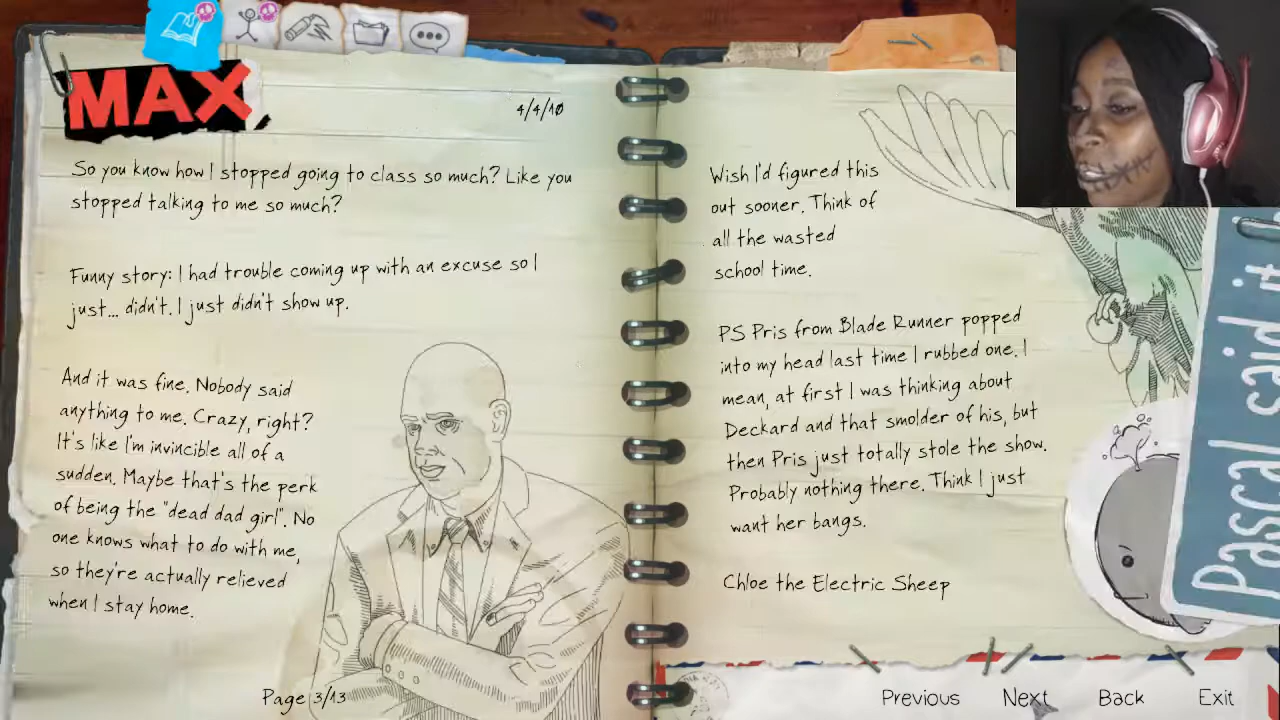 MAX
4/4/10
So you know how I stopped going to class so much? Like you
stopped talking to me so much?
Funny story: I had trouble coming up with an excuse so I
just... didn't. I just didn't show up.
And it was fine. Nobody said
anything to me. Crazy, right?
It's like I'm invincible all of a
sudden. Maybe that's the perk
of being the "dead dad girl". No
one knows what to do with me,
so they're actually relieved
when I stay home.
Page 3/13
Wish I'd figured this
out sooner. Think of
all the wasted
school time.
PS Pris from Blade Runner popped
into my head last time I rubbed one. I
mean, at first I was thinking about
Deckard and that smolder of his, but
then Pris just totally stole the show.
Probably nothing there. Think I just
want her bangs.
Chloe the Electric Sheep
Pascal said it
Previous
Next
Back
Exit